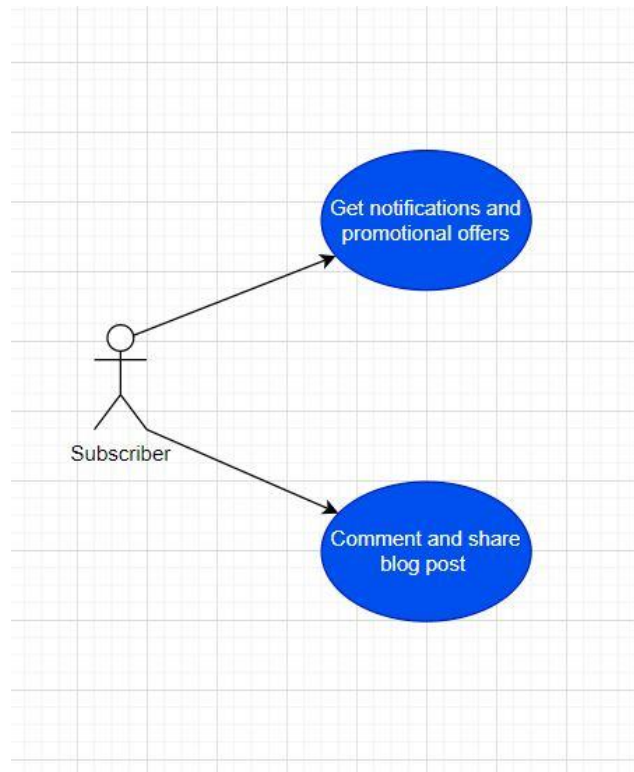 Get notifications and
promotional offers
Subscriber
Comment and share
blog post